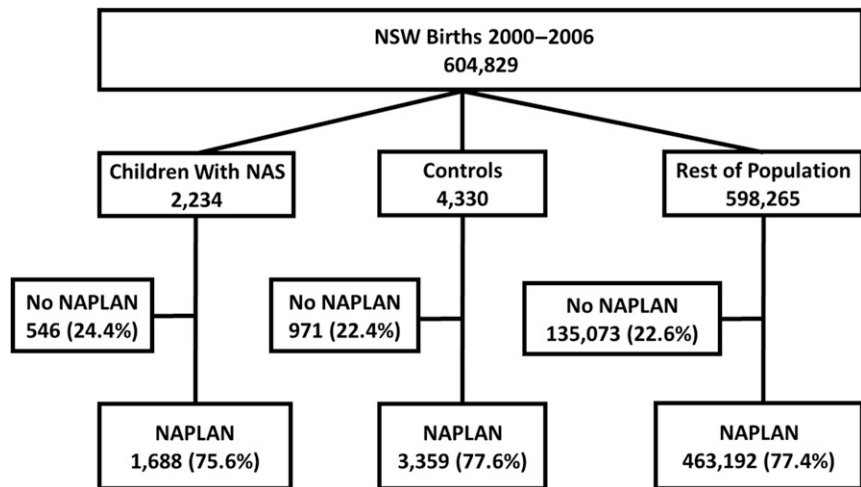 NSW Births 2000–2006
604,829
Children With NAS
2,234
Controls
4,330
Rest of Population
598,265
No NAPLAN
546 (24.4%)
No NAPLAN
971 (22.4%)
No NAPLAN
135,073 (22.6%)
NAPLAN
1,688 (75.6%)
NAPLAN
3,359 (77.6%)
NAPLAN
463,192 (77.4%)